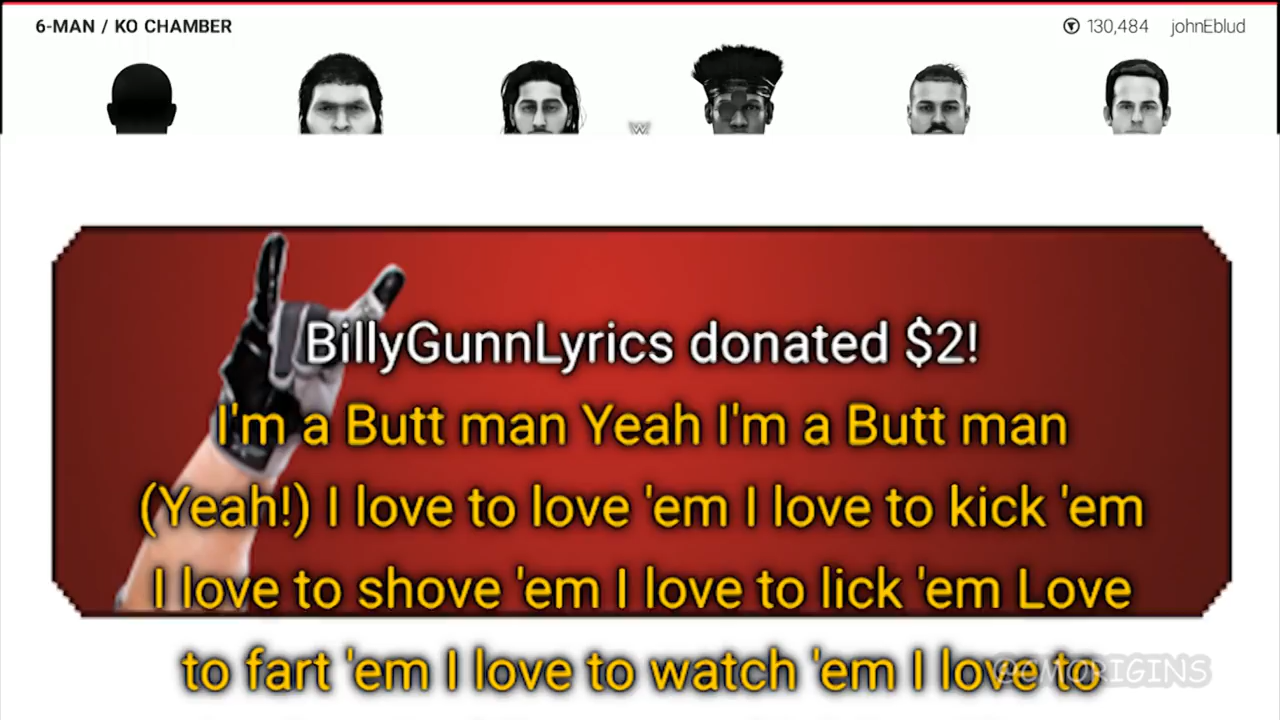 6-MAN / KO CHAMBER
130,484 johnEblud
W
BillyGunnLyrics donated $2!
I'm a Butt man Yeah I'm a Butt man
(Yeah!) I love to love 'em I love to kick 'em
I love to shove 'em I love to lick 'em Love
to fart 'em I love to watch 'em I love to
@CMORIGINS